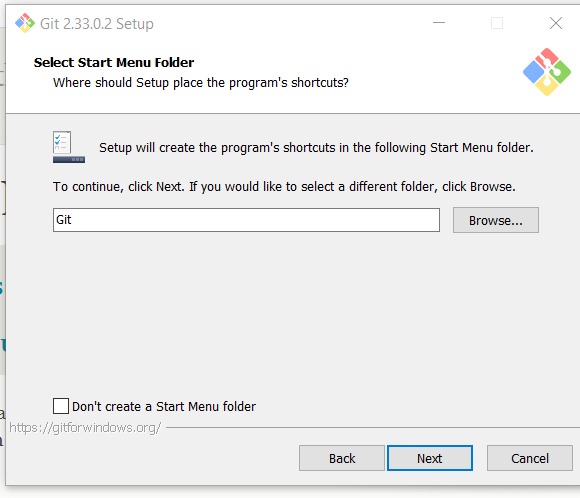 Git 2.33.0.2 Setup
Select Start Menu Folder
Where should Setup place the program's shortcuts?
Setup will create the program's shortcuts in the following Start Menu folder.
To continue, click Next. If you would like to select a different folder, click Browse.
Git
Browse...
Don't create a Start Menu folder
https://gitforwindows.org/
Back
Next
Cancel